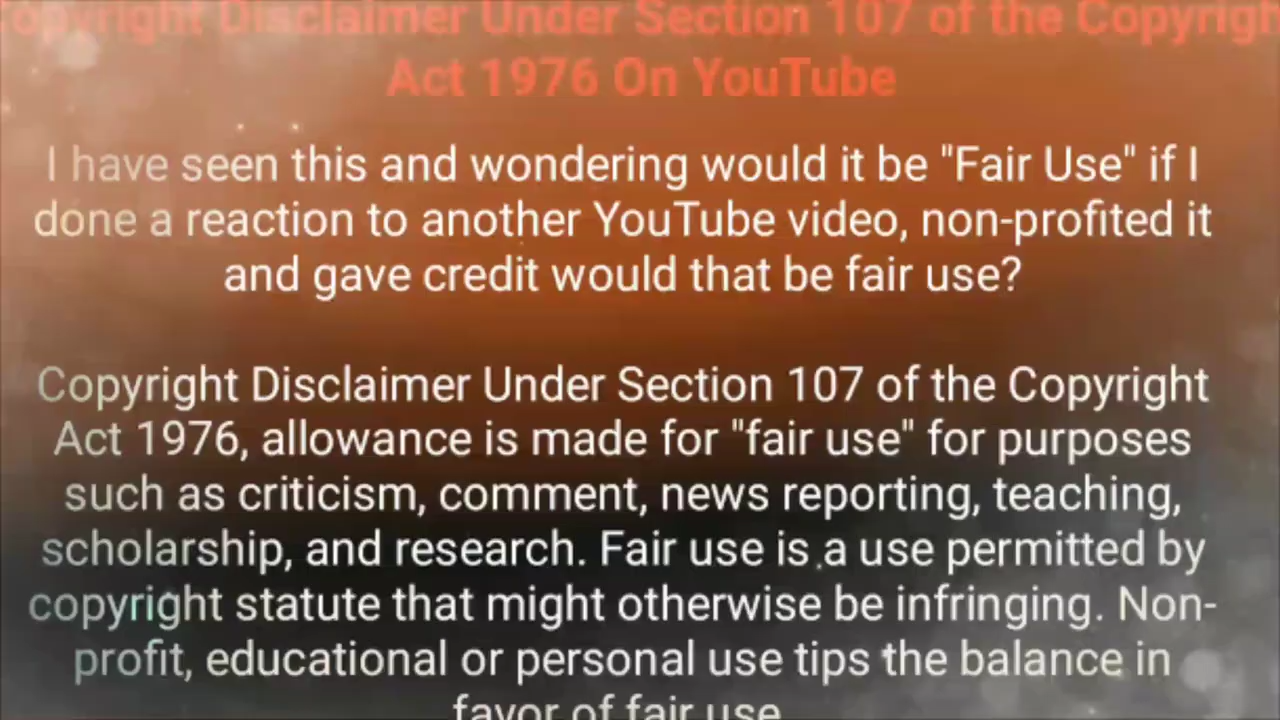 opyright Disclaimer Under Section 107 of the Copyrigh
Act 1976 On YouTube
I have seen this and wondering would it be "Fair Use" if I
done a reaction to another YouTube video, non-profited it
and gave credit would that be fair use?
Copyright Disclaimer Under Section 107 of the Copyright
Act 1976, allowance is made for "fair use" for purposes
such as criticism, comment, news reporting, teaching,
scholarship, and research. Fair use is a use permitted by
copyright statute that might otherwise be infringing. Non-
profit, educational or personal use tips the balance in
favor of fair use